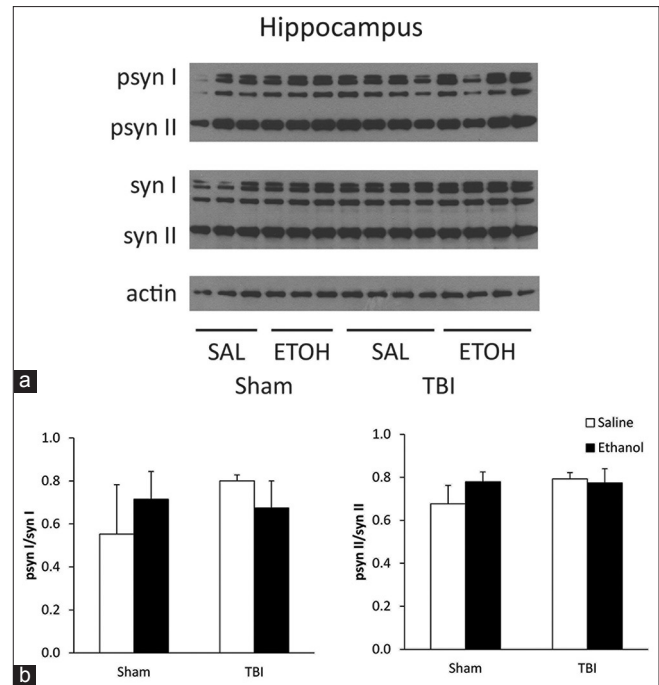 Hippocampus
psyn I
psyn II
syn I
syn II
actin
SAL ETOH SAL ETOH
Sham TBI
a
Saline
Ethanol
psyn I/syn I
1.0
0.8
0.6
0.4
0.2
0.0
Sham TBI
psyn II/syn II
1.0
0.8
0.6
0.4
0.2
0.0
Sham TBI
b